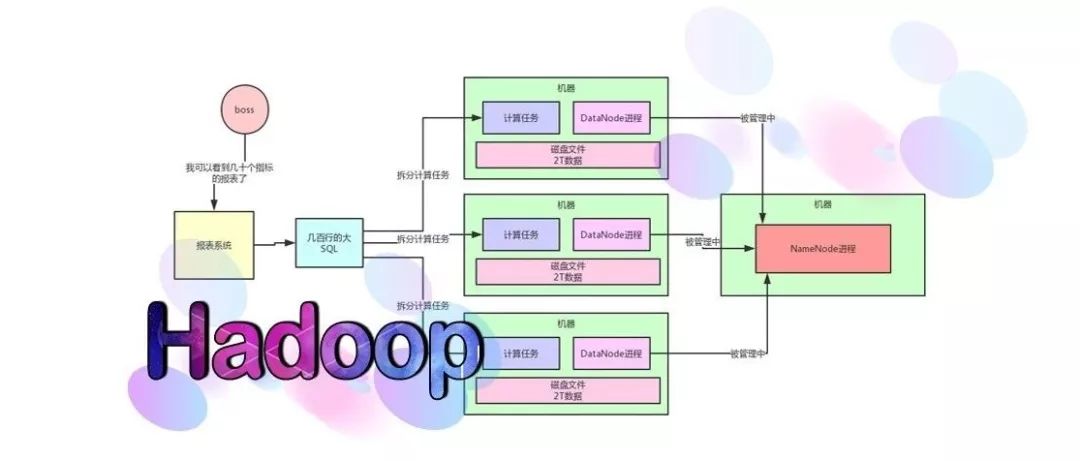 boss
我可以看到几十个指标
的报表了
报表系统
几百行的大
SQL
拆分计算任务
拆分计算任务
拆分计算任务
机器
计算任务
DataNode进程
磁盘文件
2T数据
被管理中
机器
计算任务
DataNode进程
磁盘文件
2T数据
被管理中
机器
计算任务
DataNode进程
磁盘文件
2T数据
被管理中
机器
NameNode进程
Hadoop